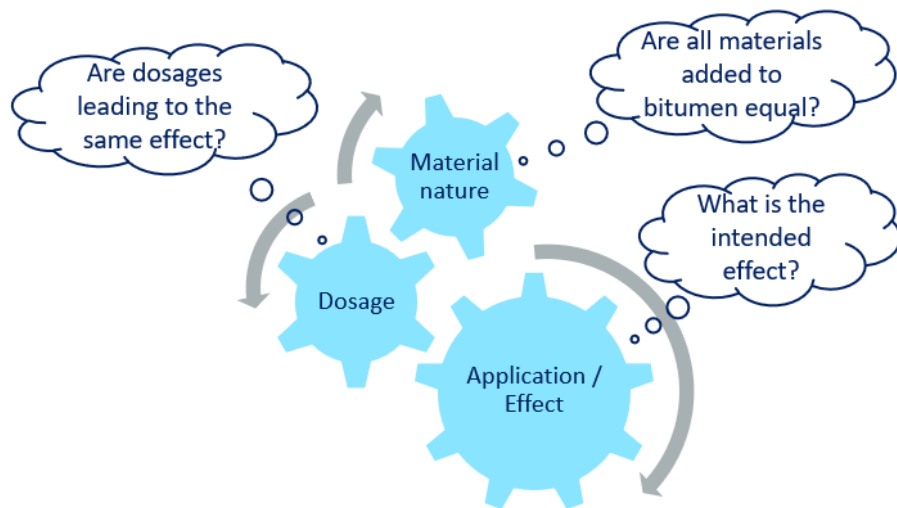 Are dosages
leading to the
same effect?
Are all materials
added to
bitumen equal?
Material
nature
What is the
intended
effect?
Dosage
Application /
Effect